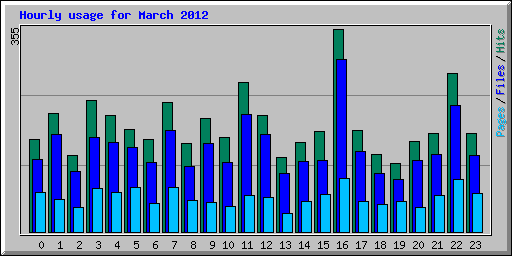 Hourly usage for March 2012
355
Pages / Files / Hits
0 1 2 3 4 5 6 7 8 9 10 11 12 13 14 15 16 17 18 19 20 21 22 23